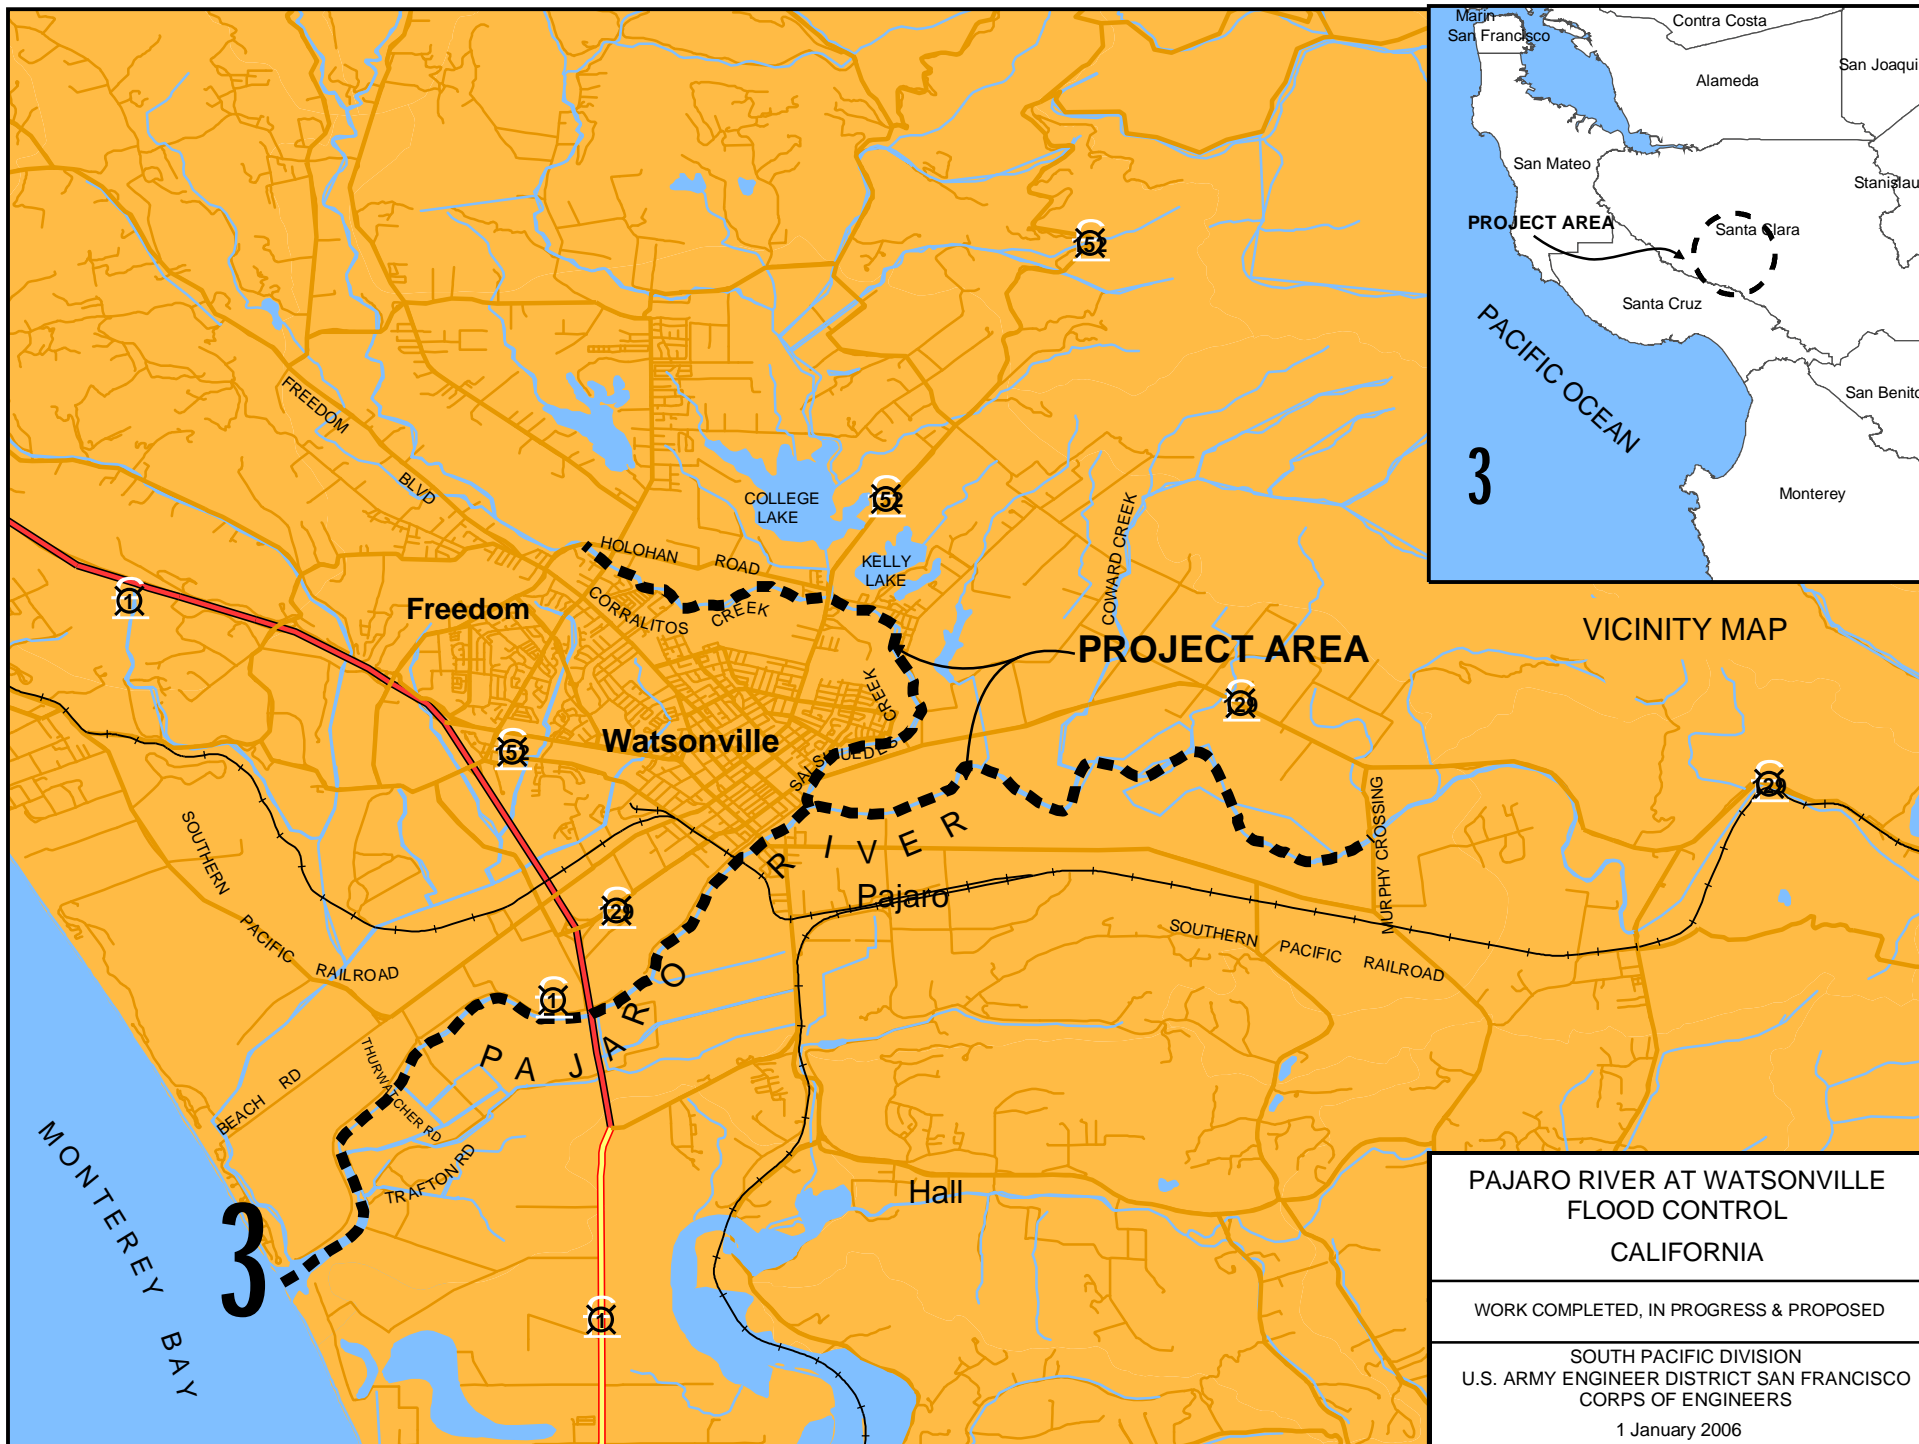 Marin
San Francisco
Contra Costa
San Joaqui
Alameda
San Mateo
Stanislau
PROJECT AREA
Santa Clara
Santa Cruz
PACIFIC OCEAN
San Benito
3
Monterey
VICINITY MAP
152
FREEDOM
BLVD
COLLEGE
LAKE
152
COWARD CREEK
HOLOHAN ROAD
KELLY
LAKE
1
Freedom
CORRALITOS CREEK
PROJECT AREA
129
152
Watsonville
SALSIPUEDES CREEK
129
MURPHY CROSSING
SOUTHERN PACIFIC RAILROAD
PAJARO RIVER
Pajaro
129
SOUTHERN PACIFIC RAILROAD
1
THURWATCHER RD
BEACH RD
TRAFTON RD
Hall
MONTEREY BAY
3
1
PAJARO RIVER AT WATSONVILLE
FLOOD CONTROL
CALIFORNIA
WORK COMPLETED, IN PROGRESS & PROPOSED
SOUTH PACIFIC DIVISION
U.S. ARMY ENGINEER DISTRICT SAN FRANCISCO
CORPS OF ENGINEERS
1 January 2006